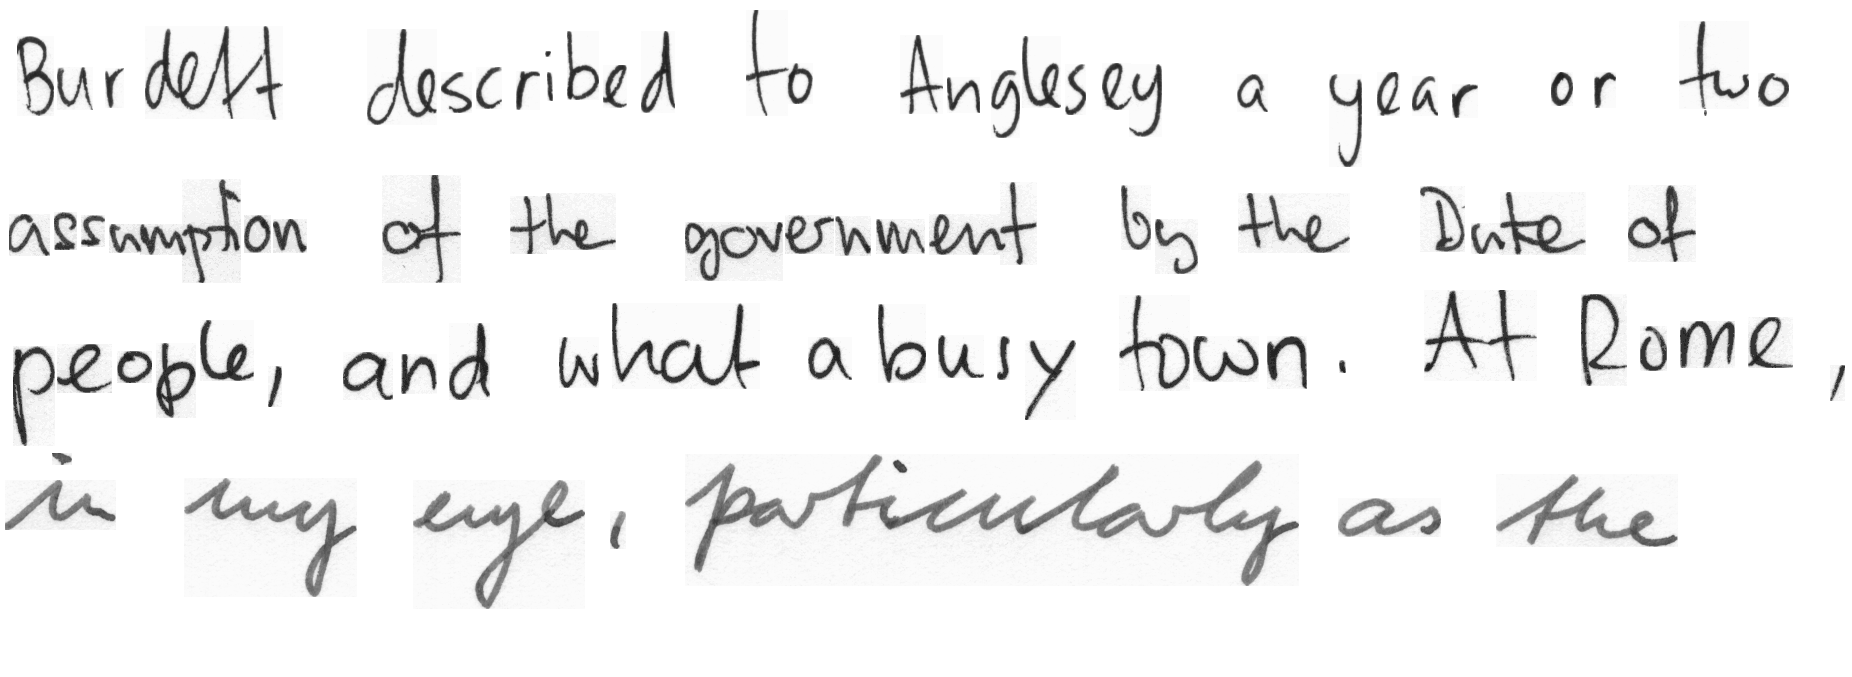 Burdett described to Anglesey a year or two
assumption of the government by the Duke of
people, and what a busy town. At Rome,
in my eye, particularly as the